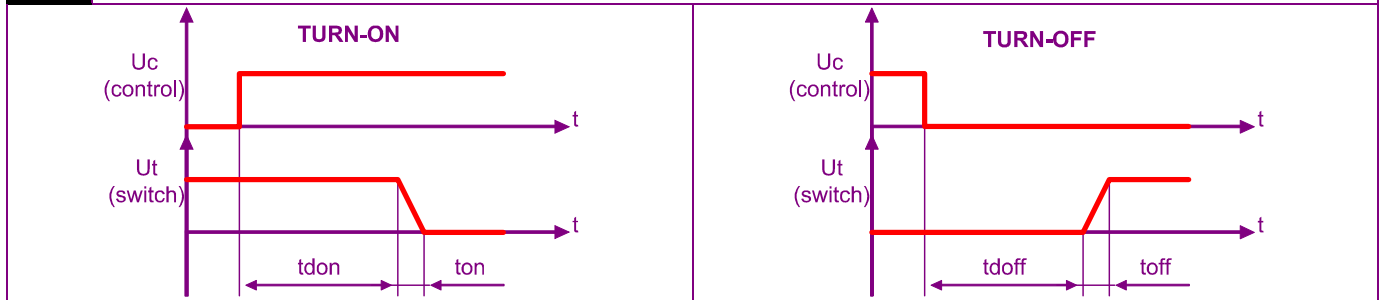 TURN-ON
Uc
(control)
t
Ut
(switch)
t
tdon
ton
TURN-OFF
Uc
(control)
t
Ut
(switch)
t
tdoff
toff